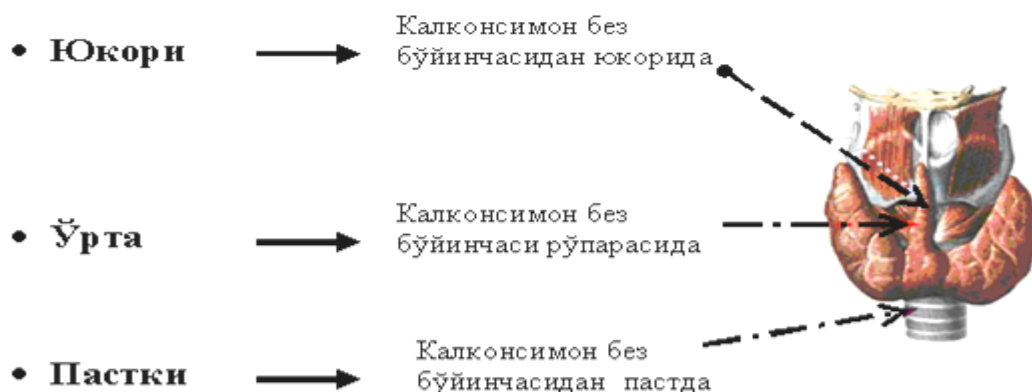 • Юкори
Калконсимон без
бўйинчасидан юкорида
• Ўрта
Калконсимон без
бўйинчаси рўпарасида
• Пастки
Калконсимон без
бўйинчасидан пастда